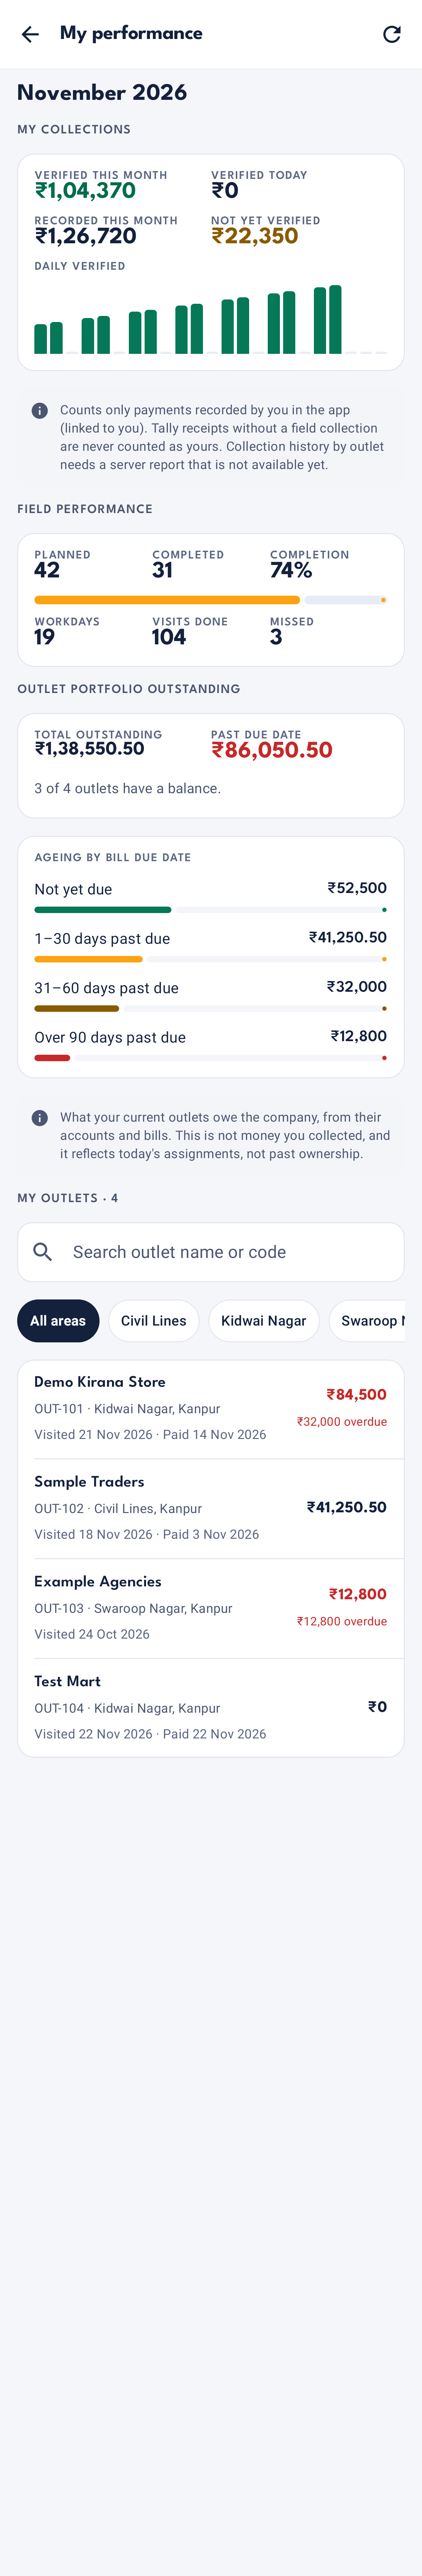 My performance
November 2026
MY COLLECTIONS
VERIFIED THIS MONTH VERIFIED TODAY
₹1,04,370 ₹0
RECORDED THIS MONTH NOT YET VERIFIED
₹1,26,720 ₹22,350
DAILY VERIFIED
Counts only payments recorded by you in the app
(linked to you). Tally receipts without a field collection
are never counted as yours. Collection history by outlet
needs a server report that is not available yet.
FIELD PERFORMANCE
PLANNED COMPLETED COMPLETION
42 31 74%
WORKDAYS VISITS DONE MISSED
19 104 3
OUTLET PORTFOLIO OUTSTANDING
TOTAL OUTSTANDING PAST DUE DATE
₹1,38,550.50 ₹86,050.50
3 of 4 outlets have a balance.
AGEING BY BILL DUE DATE
Not yet due ₹52,500
1–30 days past due ₹41,250.50
31–60 days past due ₹32,000
Over 90 days past due ₹12,800
What your current outlets owe the company, from their
accounts and bills. This is not money you collected, and
it reflects today's assignments, not past ownership.
MY OUTLETS · 4
Search outlet name or code
All areas Civil Lines Kidwai Nagar Swaroop
Demo Kirana Store ₹84,500
OUT-101 · Kidwai Nagar, Kanpur ₹32,000 overdue
Visited 21 Nov 2026 · Paid 14 Nov 2026
Sample Traders
OUT-102 · Civil Lines, Kanpur ₹41,250.50
Visited 18 Nov 2026 · Paid 3 Nov 2026
Example Agencies ₹12,800
OUT-103 · Swaroop Nagar, Kanpur ₹12,800 overdue
Visited 24 Oct 2026
Test Mart
OUT-104 · Kidwai Nagar, Kanpur ₹0
Visited 22 Nov 2026 · Paid 22 Nov 2026